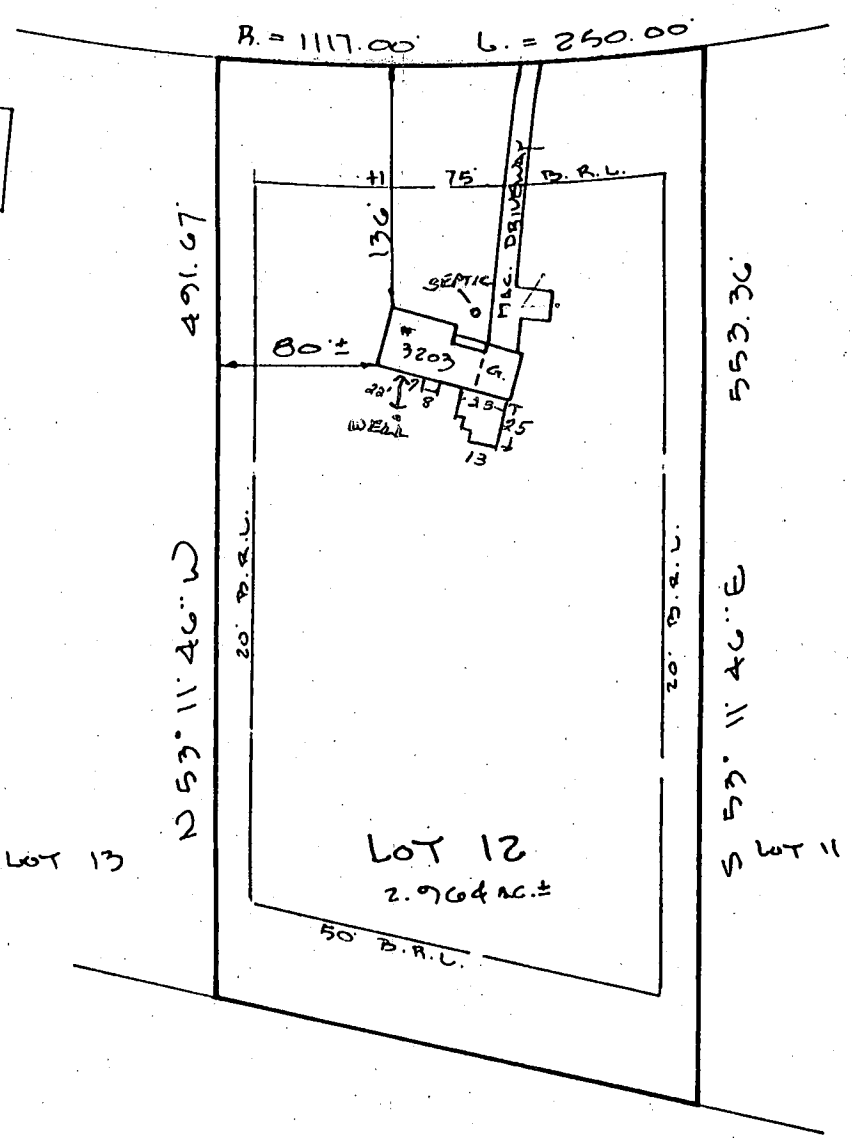 R. = 1117.00' L. = 250.00'
±1 75' B.R.L.
136'
MAC. DRIVEWAY
491.67'
553.36'
SEPTIC
80'±
#
3203
G.
22'
7
8
25
13
WELL
N 53° 11' 46" W
20' B.R.L.
20' B.R.L.
S 53° 11' 46" E
LOT 13
LOT 12
LOT 11
2.964 AC.±
50' B.R.L.